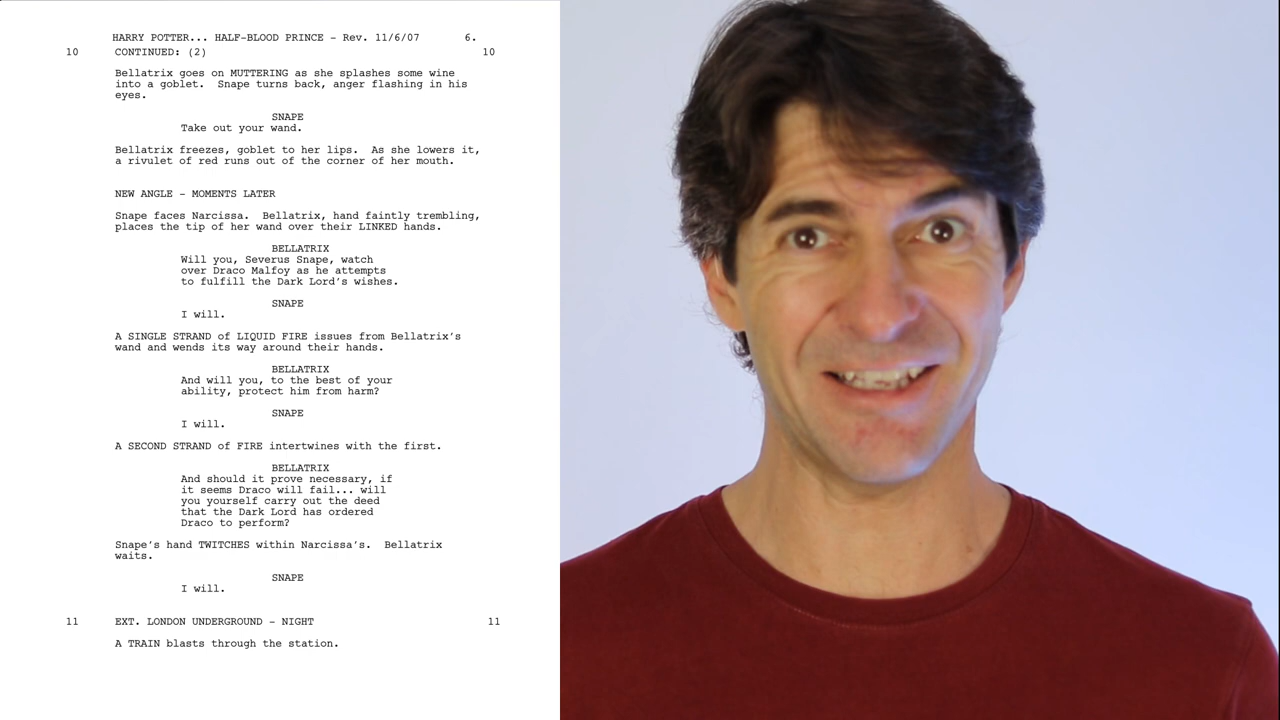 HARRY POTTER... HALF-BLOOD PRINCE - Rev. 11/6/07 6.
10 CONTINUED: (2) 10
Bellatrix goes on MUTTERING as she splashes some wine
into a goblet. Snape turns back, anger flashing in his
eyes.
SNAPE
Take out your wand.
Bellatrix freezes, goblet to her lips. As she lowers it,
a rivulet of red runs out of the corner of her mouth.
NEW ANGLE - MOMENTS LATER
Snape faces Narcissa. Bellatrix, hand faintly trembling,
places the tip of her wand over their LINKED hands.
BELLATRIX
Will you, Severus Snape, watch
over Draco Malfoy as he attempts
to fulfill the Dark Lord's wishes.
SNAPE
I will.
A SINGLE STRAND of LIQUID FIRE issues from Bellatrix's
wand and wends its way around their hands.
BELLATRIX
And will you, to the best of your
ability, protect him from harm?
SNAPE
I will.
A SECOND STRAND of FIRE intertwines with the first.
BELLATRIX
And should it prove necessary, if
it seems Draco will fail... will
you yourself carry out the deed
that the Dark Lord has ordered
Draco to perform?
Snape's hand TWITCHES within Narcissa's. Bellatrix
waits.
SNAPE
I will.
11 EXT. LONDON UNDERGROUND - NIGHT 11
A TRAIN blasts through the station.